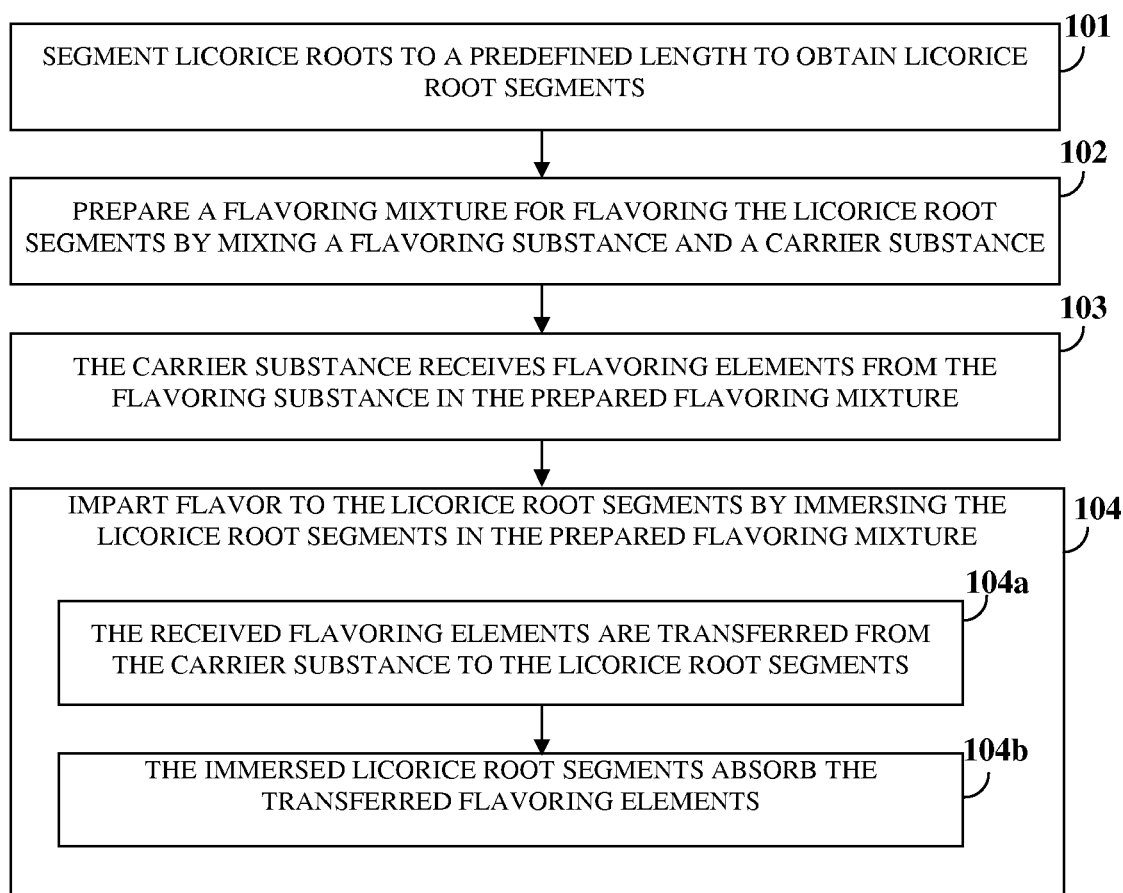 101
SEGMENT LICORICE ROOTS TO A PREDEFINED LENGTH TO OBTAIN LICORICE
ROOT SEGMENTS
102
PREPARE A FLAVORING MIXTURE FOR FLAVORING THE LICORICE ROOT
SEGMENTS BY MIXING A FLAVORING SUBSTANCE AND A CARRIER SUBSTANCE
103
THE CARRIER SUBSTANCE RECEIVES FLAVORING ELEMENTS FROM THE
FLAVORING SUBSTANCE IN THE PREPARED FLAVORING MIXTURE
104
IMPART FLAVOR TO THE LICORICE ROOT SEGMENTS BY IMMERSING THE
LICORICE ROOT SEGMENTS IN THE PREPARED FLAVORING MIXTURE
104a
THE RECEIVED FLAVORING ELEMENTS ARE TRANSFERRED FROM
THE CARRIER SUBSTANCE TO THE LICORICE ROOT SEGMENTS
104b
THE IMMERSED LICORICE ROOT SEGMENTS ABSORB THE
TRANSFERRED FLAVORING ELEMENTS